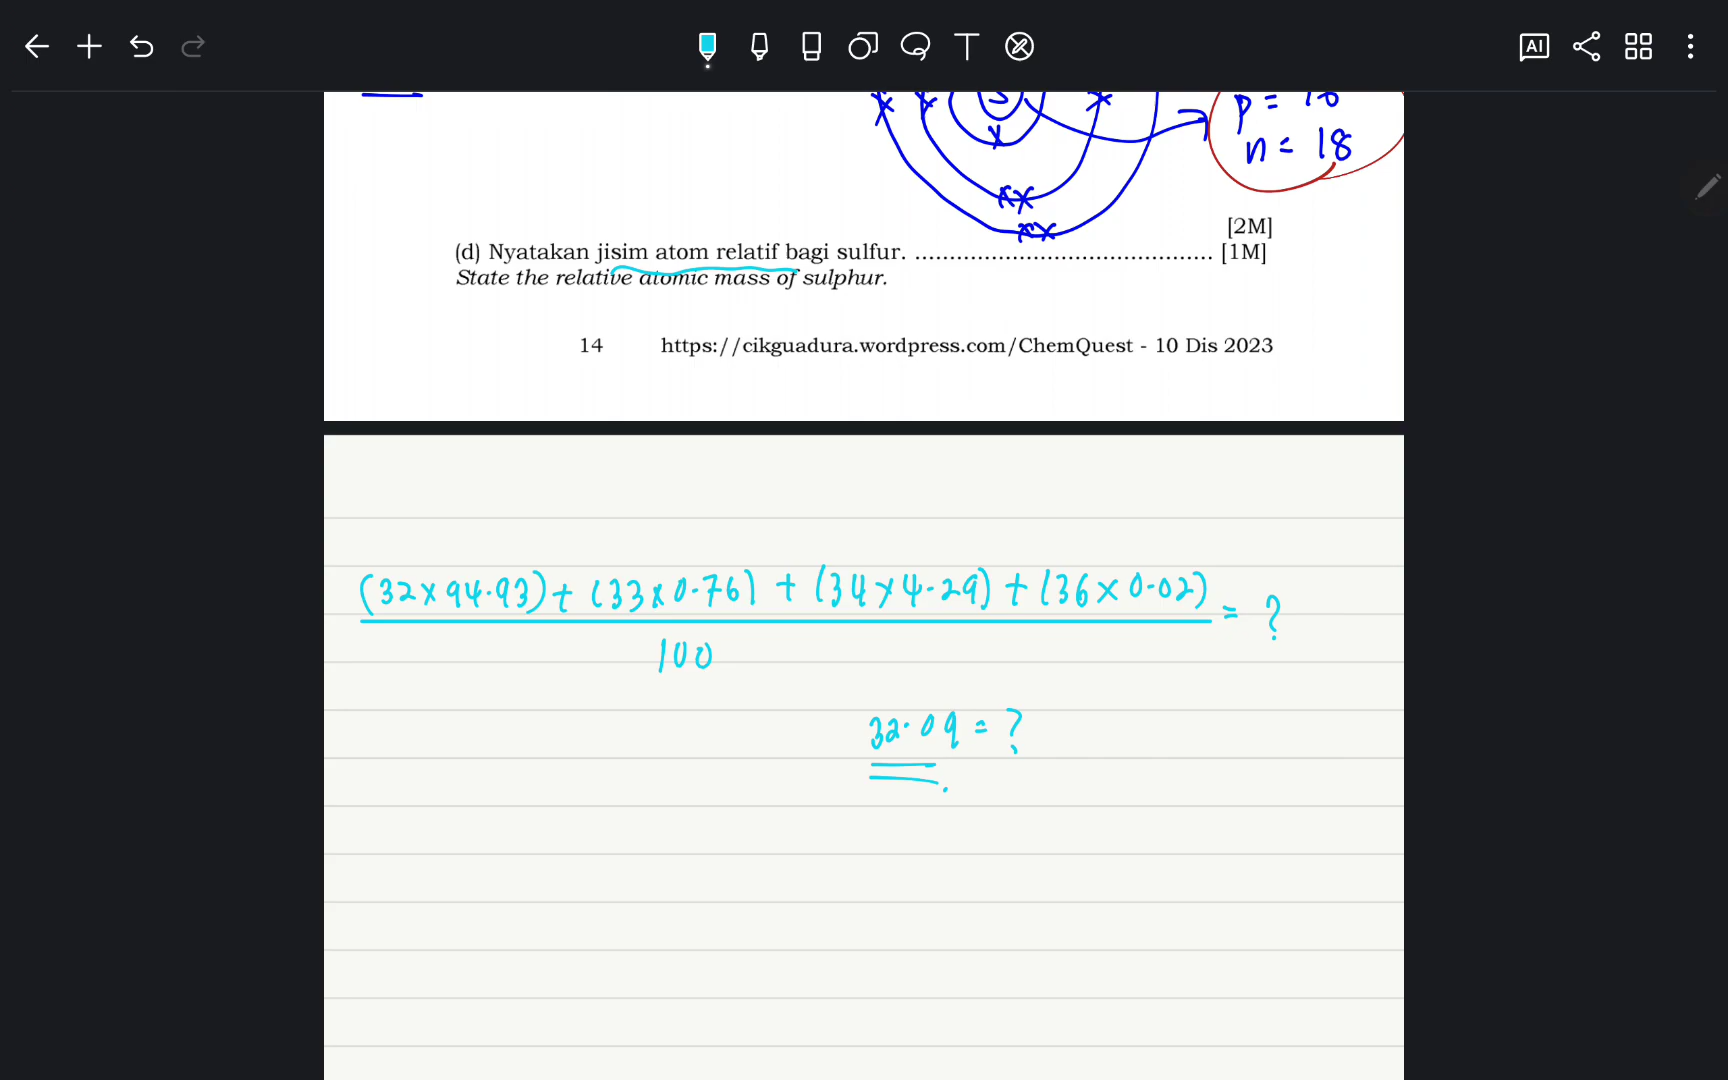 AI
T
p = 16
n = 18
[2M]
(d) Nyatakan jisim atom relatif bagi sulfur. .......................................... [1M]
State the relative atomic mass of sulphur.
14 https://cikguadura.wordpress.com/ChemQuest - 10 Dis 2023
(32 x 94.93) + (33 x 0.76) + (34 x 4.29) + (36 x 0.02) = ?
100
32.09 = ?